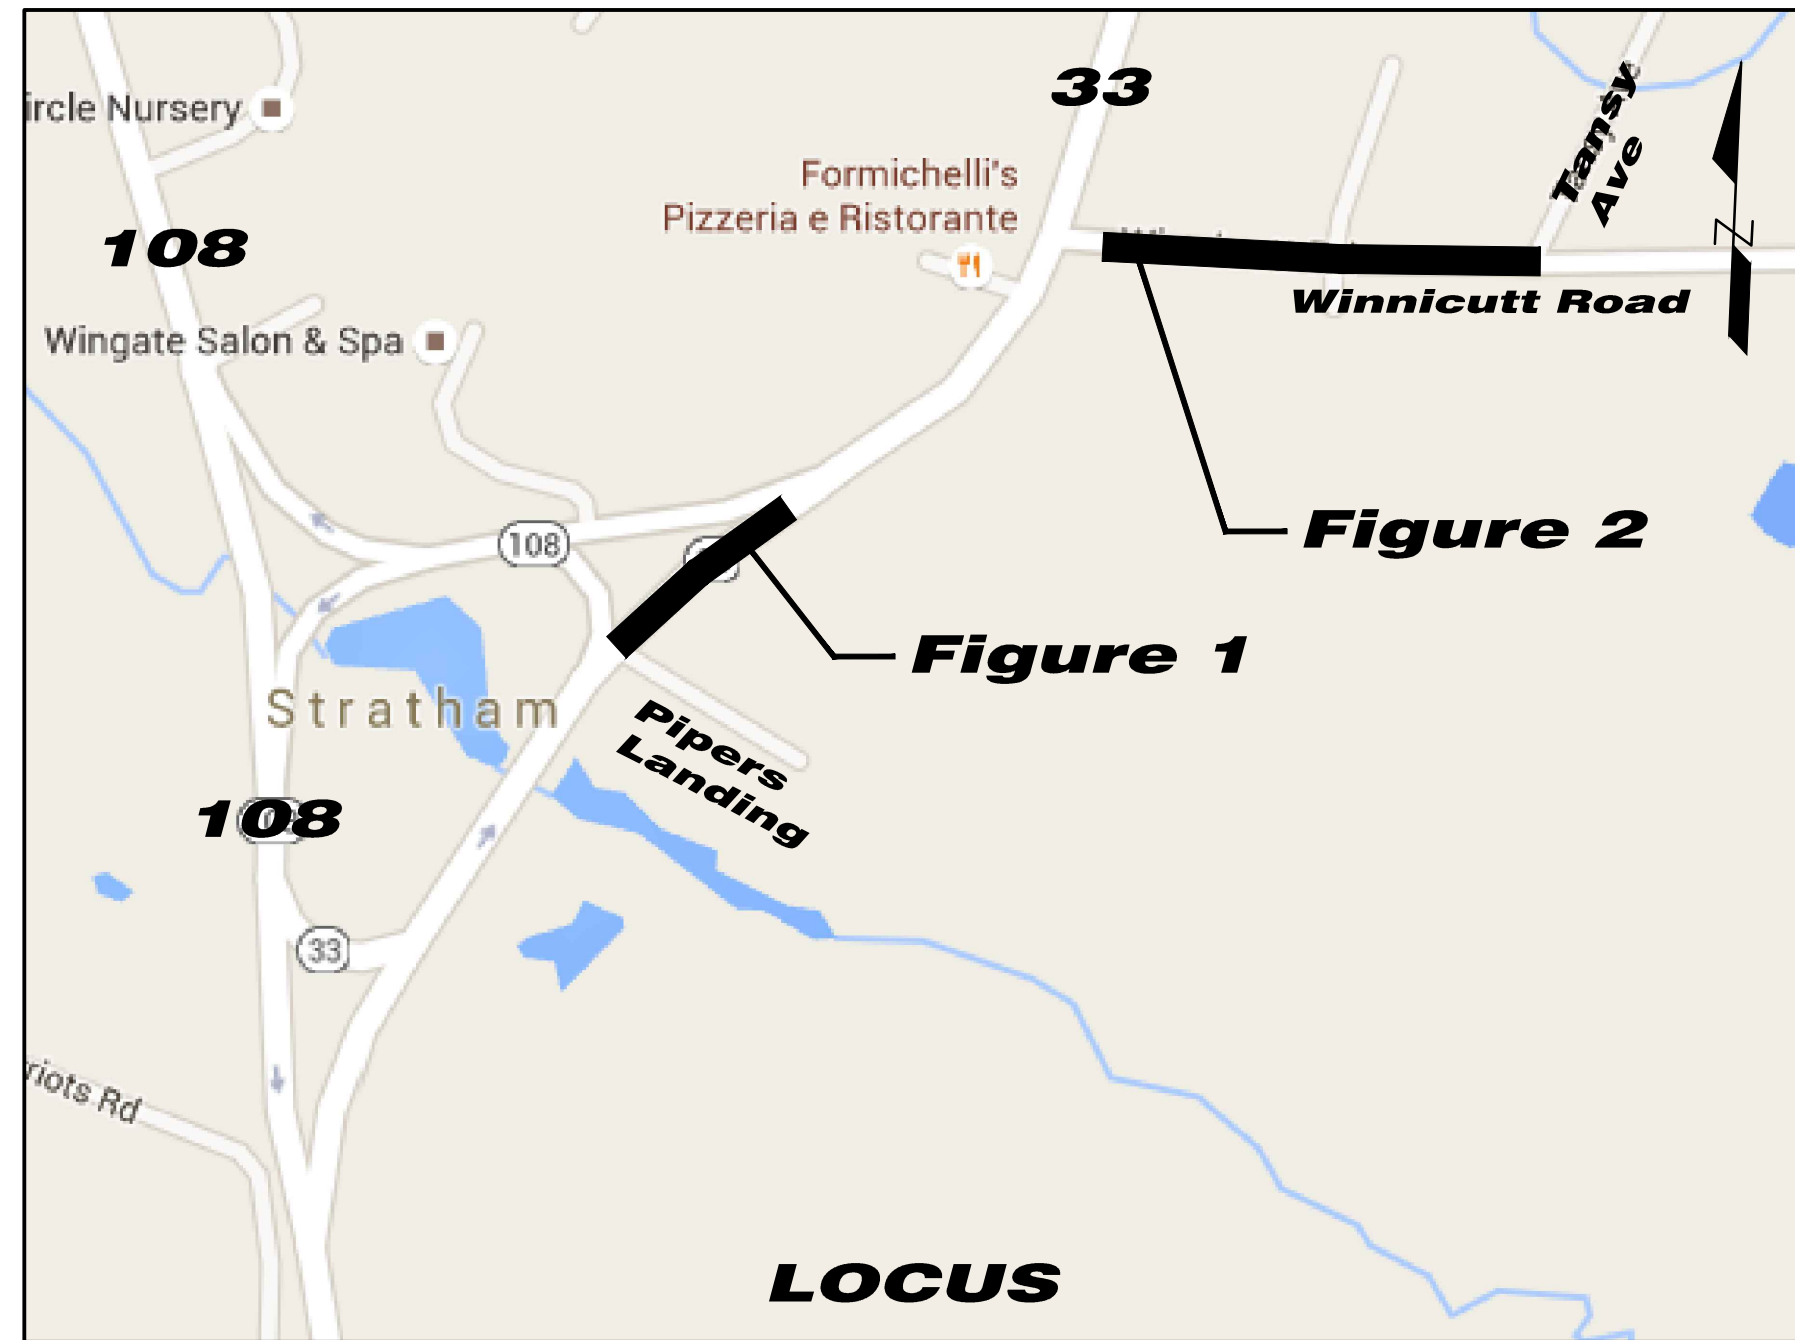 33
ircle Nursery
Tansy
Ave
Formichelli's
Pizzeria e Ristorante
108
Winnicutt Road
Wingate Salon & Spa
Figure 2
108
Figure 1
Stratham
Pipers
Landing
108
33
riots Rd
LOCUS